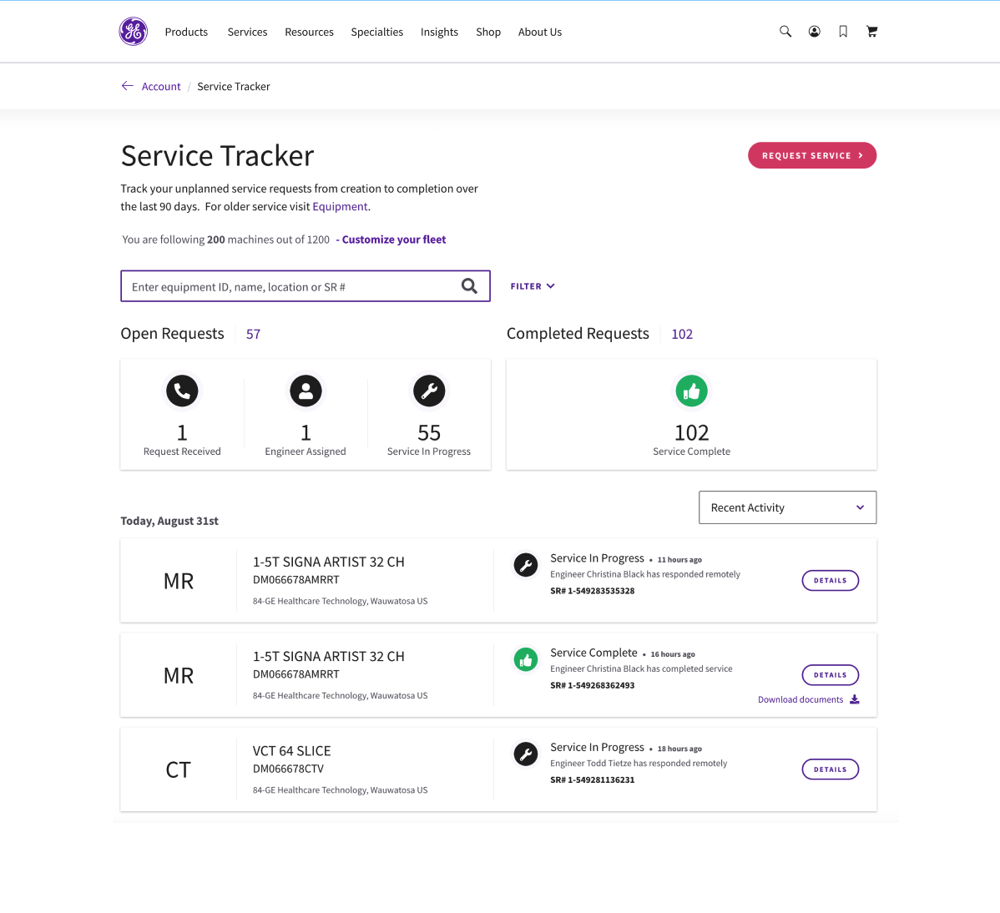 Products Services Resources Specialties Insights Shop About Us
Account / Service Tracker
Service Tracker
REQUEST SERVICE
Track your unplanned service requests from creation to completion over
the last 90 days. For older service visit Equipment.
You are following 200 machines out of 1200 - Customize your fleet
Enter equipment ID, name, location or SR #
FILTER
Open Requests 57
Completed Requests 102
1
Request Received
1
Engineer Assigned
55
Service In Progress
102
Service Complete
Recent Activity
Today, August 31st
MR
1-5T SIGNA ARTIST 32 CH
DM066678AMRRT
84-GE Healthcare Technology, Wauwatosa US
Service In Progress • 11 hours ago
Engineer Christina Black has responded remotely
SR# 1-549283535328
DETAILS
MR
1-5T SIGNA ARTIST 32 CH
DM066678AMRRT
84-GE Healthcare Technology, Wauwatosa US
Service Complete • 16 hours ago
Engineer Christina Black has completed service
SR# 1-549268362493
DETAILS
Download documents
CT
VCT 64 SLICE
DM066678CTV
84-GE Healthcare Technology, Wauwatosa US
Service In Progress • 18 hours ago
Engineer Todd Tietze has responded remotely
SR# 1-549281136231
DETAILS